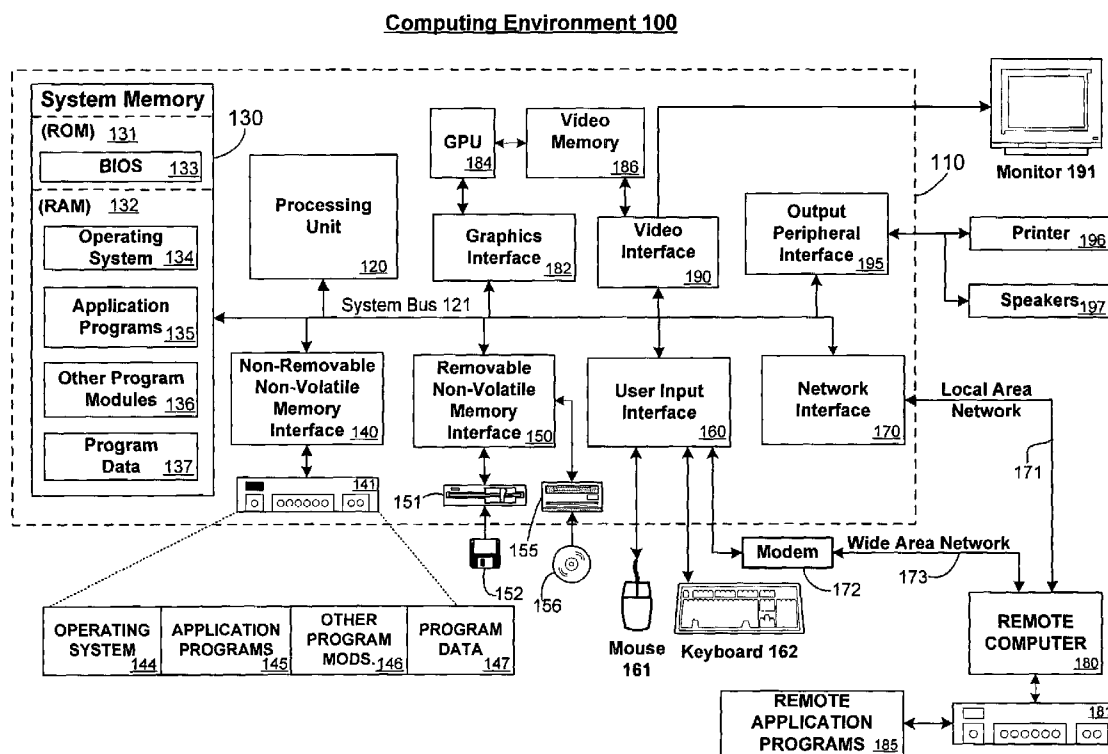 Computing Environment 100
System Memory
(ROM) 131
BIOS 133
(RAM) 132
Operating
System 134
Application
Programs 135
Other Program
Modules 136
Program
Data 137
130
Processing
Unit
120
GPU
184
Video
Memory
186
Graphics
Interface
182
Video
Interface
190
Output
Peripheral
Interface
195
110
Monitor 191
Printer
196
Speakers
197
System Bus 121
Non-Removable
Non-Volatile
Memory
Interface 140
Removable
Non-Volatile
Memory
Interface 150
User Input
Interface
160
Network
Interface
170
Local Area
Network
171
141
151
152
155
156
Modem
172
Wide Area Network
173
Mouse
161
Keyboard 162
OPERATING
SYSTEM 144
APPLICATION
PROGRAMS 145
OTHER
PROGRAM
MODS. 146
PROGRAM
DATA
147
REMOTE
COMPUTER
180
181
REMOTE
APPLICATION
PROGRAMS 185